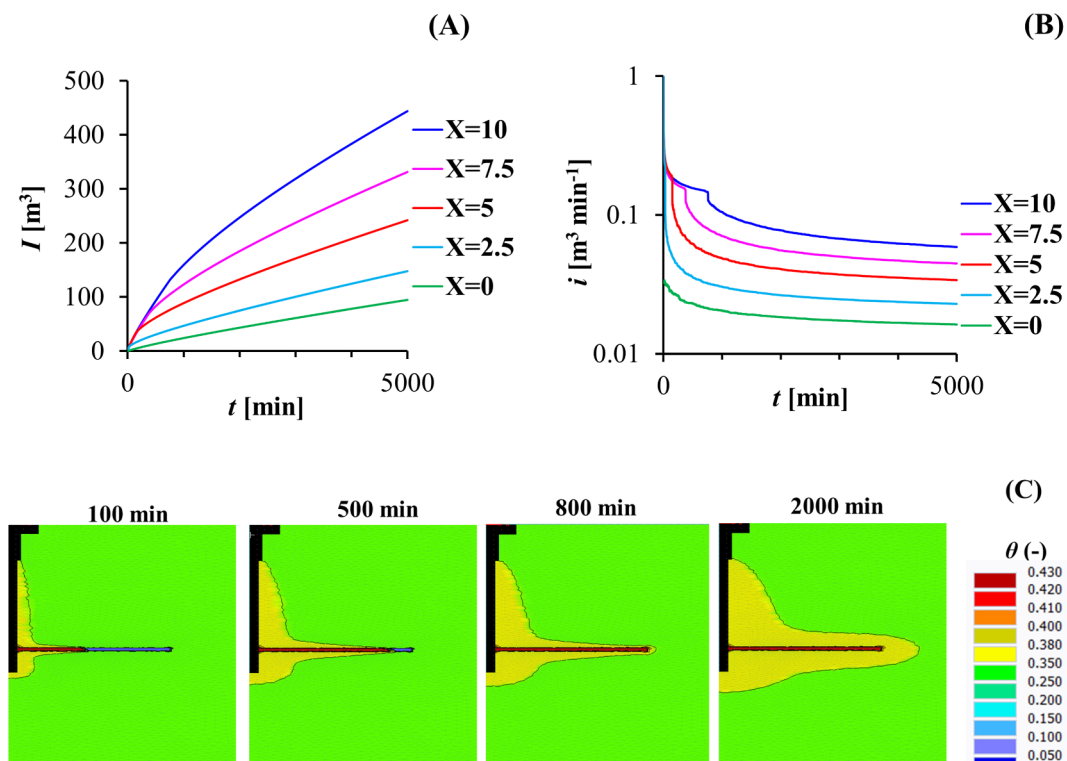 (A)
500
400
300
200
100
0
I [m³]
0
5000
t [min]
X=10
X=7.5
X=5
X=2.5
X=0
(B)
1
0.1
0.01
i [m³ min⁻¹]
0
5000
t [min]
X=10
X=7.5
X=5
X=2.5
X=0
(C)
100 min
500 min
800 min
2000 min
θ (-)
0.430
0.420
0.410
0.400
0.380
0.350
0.250
0.200
0.150
0.100
0.050